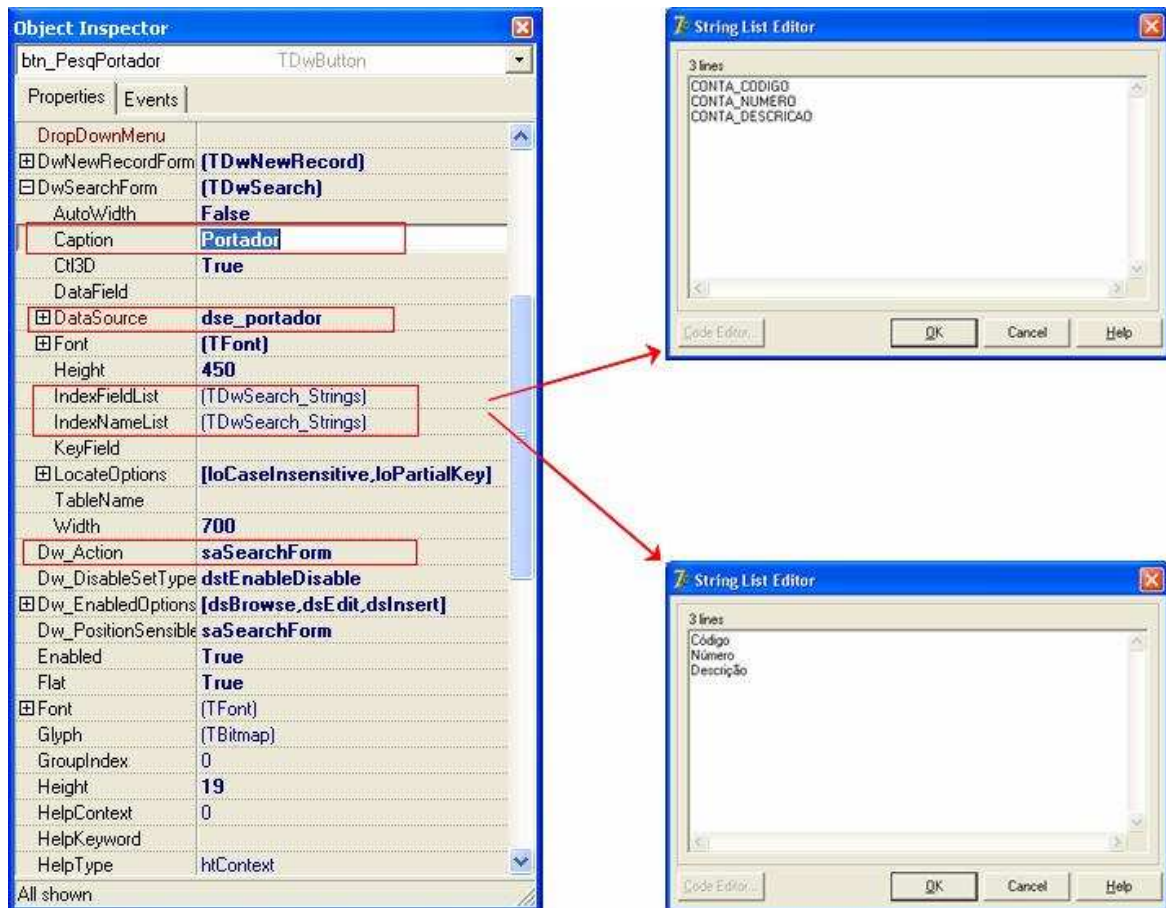 Object Inspector
btn_PesqPortador TDwButton
Properties Events
DropDownMenu
DwNewRecordForm (TDwNewRecord)
DwSearchForm (TDwSearch)
AutoWidth False
Caption Portador
Ctl3D True
DataField
DataSource dse_portador
Font (TFont)
Height 450
IndexFieldList (TDwSearch_Strings)
IndexNameList (TDwSearch_Strings)
KeyField
LocateOptions [loCaseInsensitive,loPartialKey]
TableName
Width 700
Dw_Action saSearchForm
Dw_DisableSetType dstEnableDisable
Dw_EnabledOptions [dsBrowse,dsEdit,dsInsert]
Dw_PositionSensible saSearchForm
Enabled True
Flat True
Font (TFont)
Glyph (TBitmap)
GroupIndex 0
Height 19
HelpContext 0
HelpKeyword
HelpType htContext
All shown
String List Editor
3 lines
CONTA_CODIGO
CONTA_NUMERO
CONTA_DESCRICAO
Code Editor... OK Cancel Help
String List Editor
3 lines
Código
Número
Descrição
Code Editor... OK Cancel Help